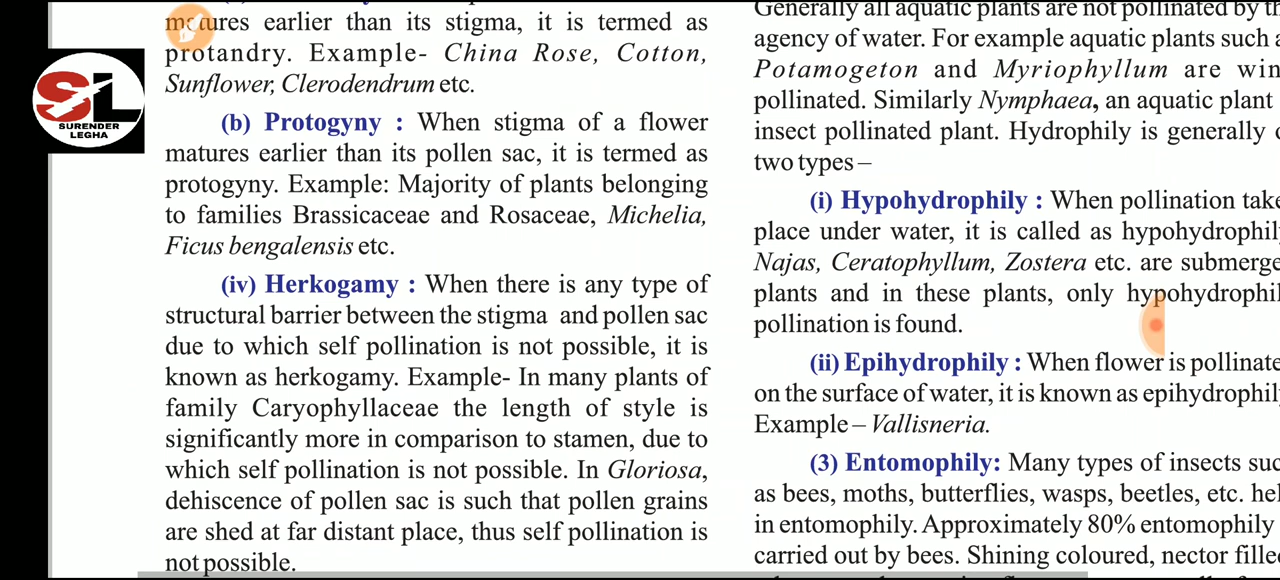 matures earlier than its stigma, it is termed as
protandry. Example- China Rose, Cotton,
Sunflower, Clerodendrum etc.
(b) Protogyny : When stigma of a flower
matures earlier than its pollen sac, it is termed as
protogyny. Example: Majority of plants belonging
to families Brassicaceae and Rosaceae, Michelia,
Ficus bengalensis etc.
(iv) Herkogamy : When there is any type of
structural barrier between the stigma and pollen sac
due to which self pollination is not possible, it is
known as herkogamy. Example- In many plants of
family Caryophyllaceae the length of style is
significantly more in comparison to stamen, due to
which self pollination is not possible. In Gloriosa,
dehiscence of pollen sac is such that pollen grains
are shed at far distant place, thus self pollination is
not possible.
Generally all aquatic plants are not pollinated by
agency of water. For example aquatic plants such
Potamogeton and Myriophyllum are
pollinated. Similarly Nymphaea, an aquatic plant
insect pollinated plant. Hydrophily is generally
two types –
(i) Hypohydrophily : When pollination
place under water, it is called as
Najas, Ceratophyllum, Zostera etc. are
plants and in these plants, only
pollination is found.
(ii) Epihydrophily : When flower is
on the surface of water, it is known as
Example – Vallisneria.
(3) Entomophily: Many types of insects
as bees, moths, butterflies, wasps, beetles, etc.
in entomophily. Approximately 80% entomophily
carried out by bees. Shining coloured, nector
SL
SURENDER
LEGHA